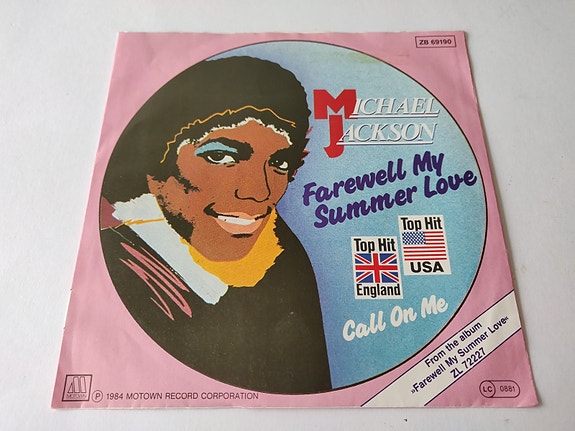 ZB 69190
MICHAEL
JACKSON
Farewell My
Summer Love
Top Hit
England
Top Hit
USA
Call On Me
From the album
»Farewell My Summer Love«
ZL 72227
MOTOWN
Ⓟ 1984 MOTOWN RECORD CORPORATION
LC 0881